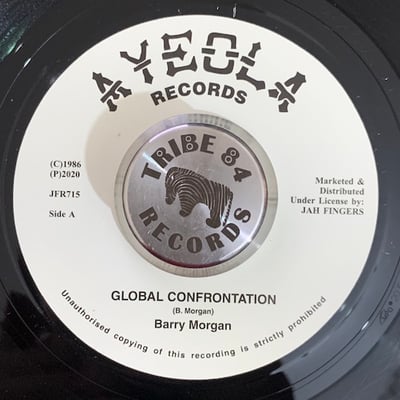 AYEOLA
RECORDS
TRIBE 84
RECORDS
(C)1986
(P)2020
JFR715
Side A
Marketed &
Distributed
Under License by:
JAH FINGERS
GLOBAL CONFRONTATION
(B. Morgan)
Barry Morgan
Unauthorised copying of this recording is strictly prohibited